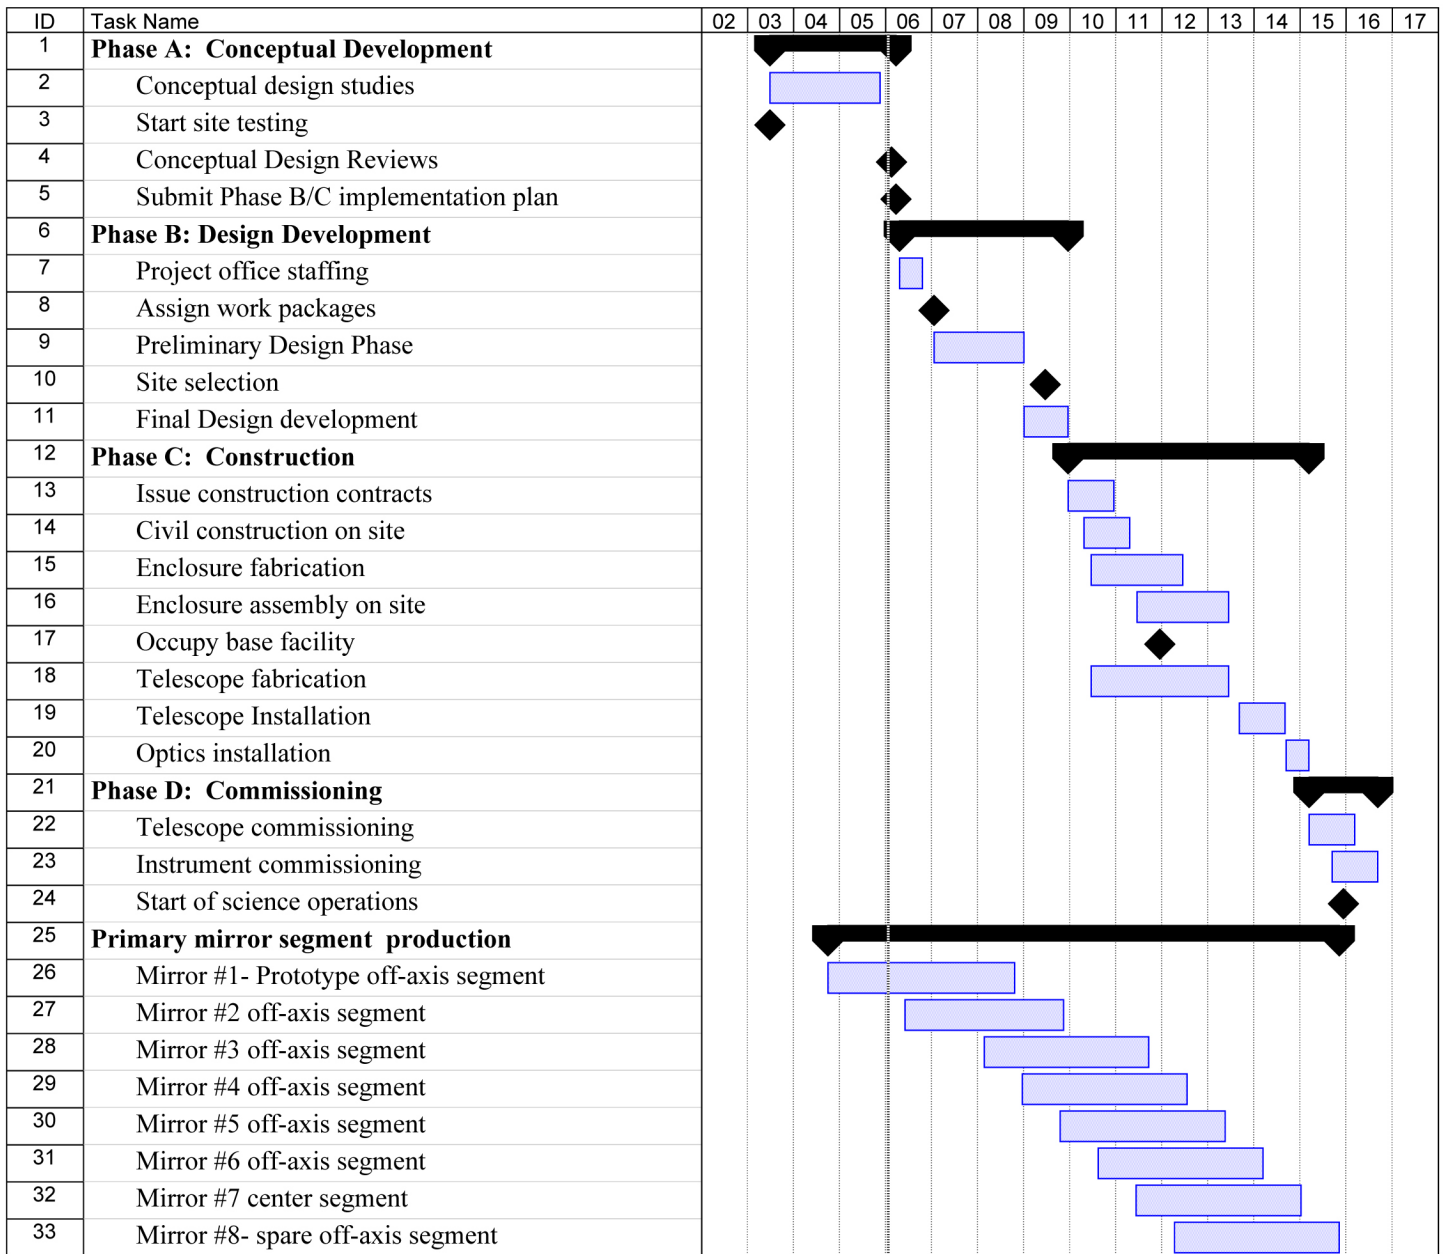 ID Task Name 02 03 04 05 06 07 08 09 10 11 12 13 14 15 16 17
1 Phase A: Conceptual Development
2 Conceptual design studies
3 Start site testing
4 Conceptual Design Reviews
5 Submit Phase B/C implementation plan
6 Phase B: Design Development
7 Project office staffing
8 Assign work packages
9 Preliminary Design Phase
10 Site selection
11 Final Design development
12 Phase C: Construction
13 Issue construction contracts
14 Civil construction on site
15 Enclosure fabrication
16 Enclosure assembly on site
17 Occupy base facility
18 Telescope fabrication
19 Telescope Installation
20 Optics installation
21 Phase D: Commissioning
22 Telescope commissioning
23 Instrument commissioning
24 Start of science operations
25 Primary mirror segment production
26 Mirror #1- Prototype off-axis segment
27 Mirror #2 off-axis segment
28 Mirror #3 off-axis segment
29 Mirror #4 off-axis segment
30 Mirror #5 off-axis segment
31 Mirror #6 off-axis segment
32 Mirror #7 center segment
33 Mirror #8- spare off-axis segment